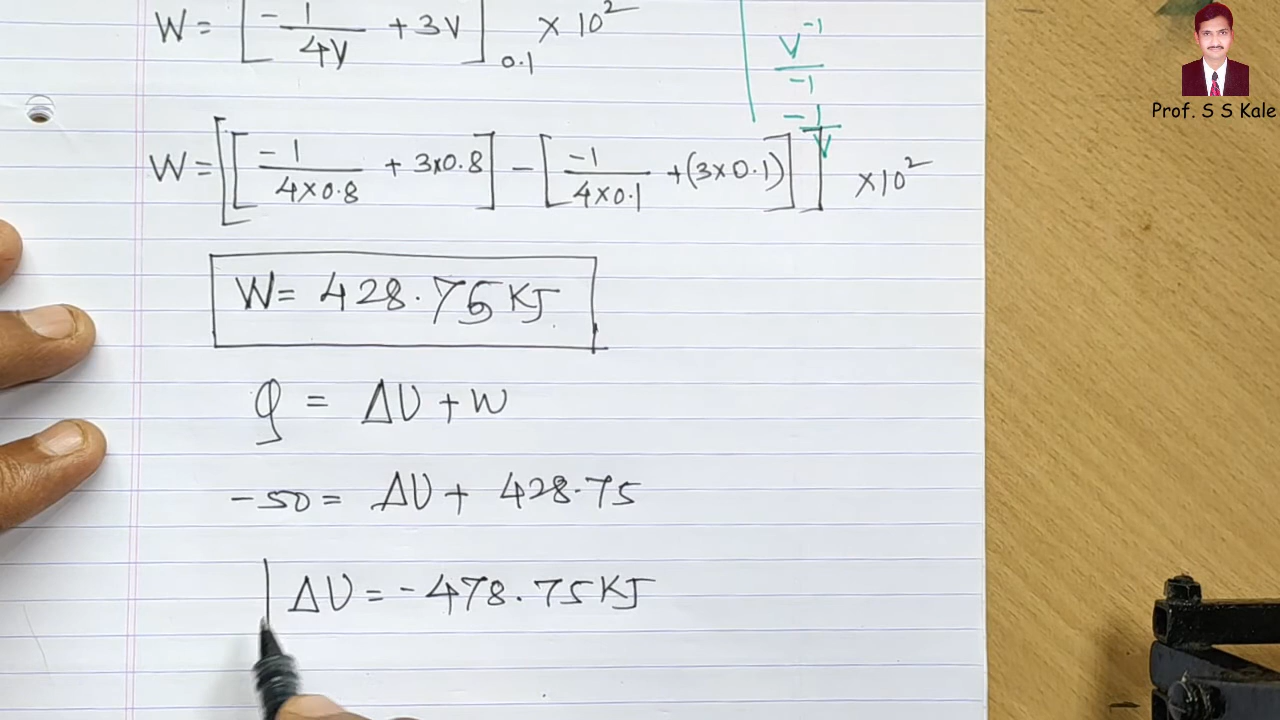 W = [ -1/4V + 3V ]0.1 × 10²
V⁻¹/-1
-1/V
Prof. S S Kale
W = [[ -1/4×0.8 + 3×0.8 ] - [ -1/4×0.1 + (3×0.1) ]] ×10²
W = 428.75 KJ
Q = ΔU + W
-50 = ΔU + 428.75
ΔU = -478.75 KJ